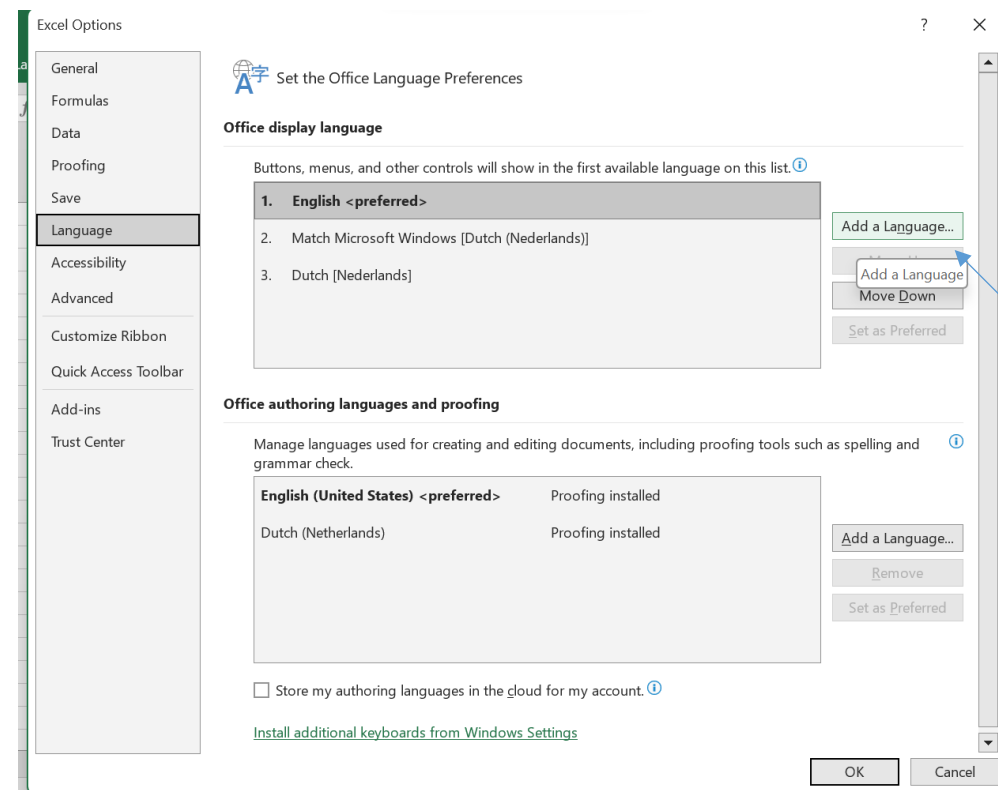 Excel Options
?
General
Formulas
Data
Proofing
Save
Language
Accessibility
Advanced
Customize Ribbon
Quick Access Toolbar
Add-ins
Trust Center
Set the Office Language Preferences
Office display language
Buttons, menus, and other controls will show in the first available language on this list.
1. English <preferred>
2. Match Microsoft Windows [Dutch (Nederlands)]
3. Dutch [Nederlands]
Add a Language...
Add a Language
Move Down
Set as Preferred
Office authoring languages and proofing
Manage languages used for creating and editing documents, including proofing tools such as spelling and
grammar check.
English (United States) <preferred> Proofing installed
Dutch (Netherlands) Proofing installed
Add a Language...
Remove
Set as Preferred
Store my authoring languages in the cloud for my account.
Install additional keyboards from Windows Settings
OK Cancel